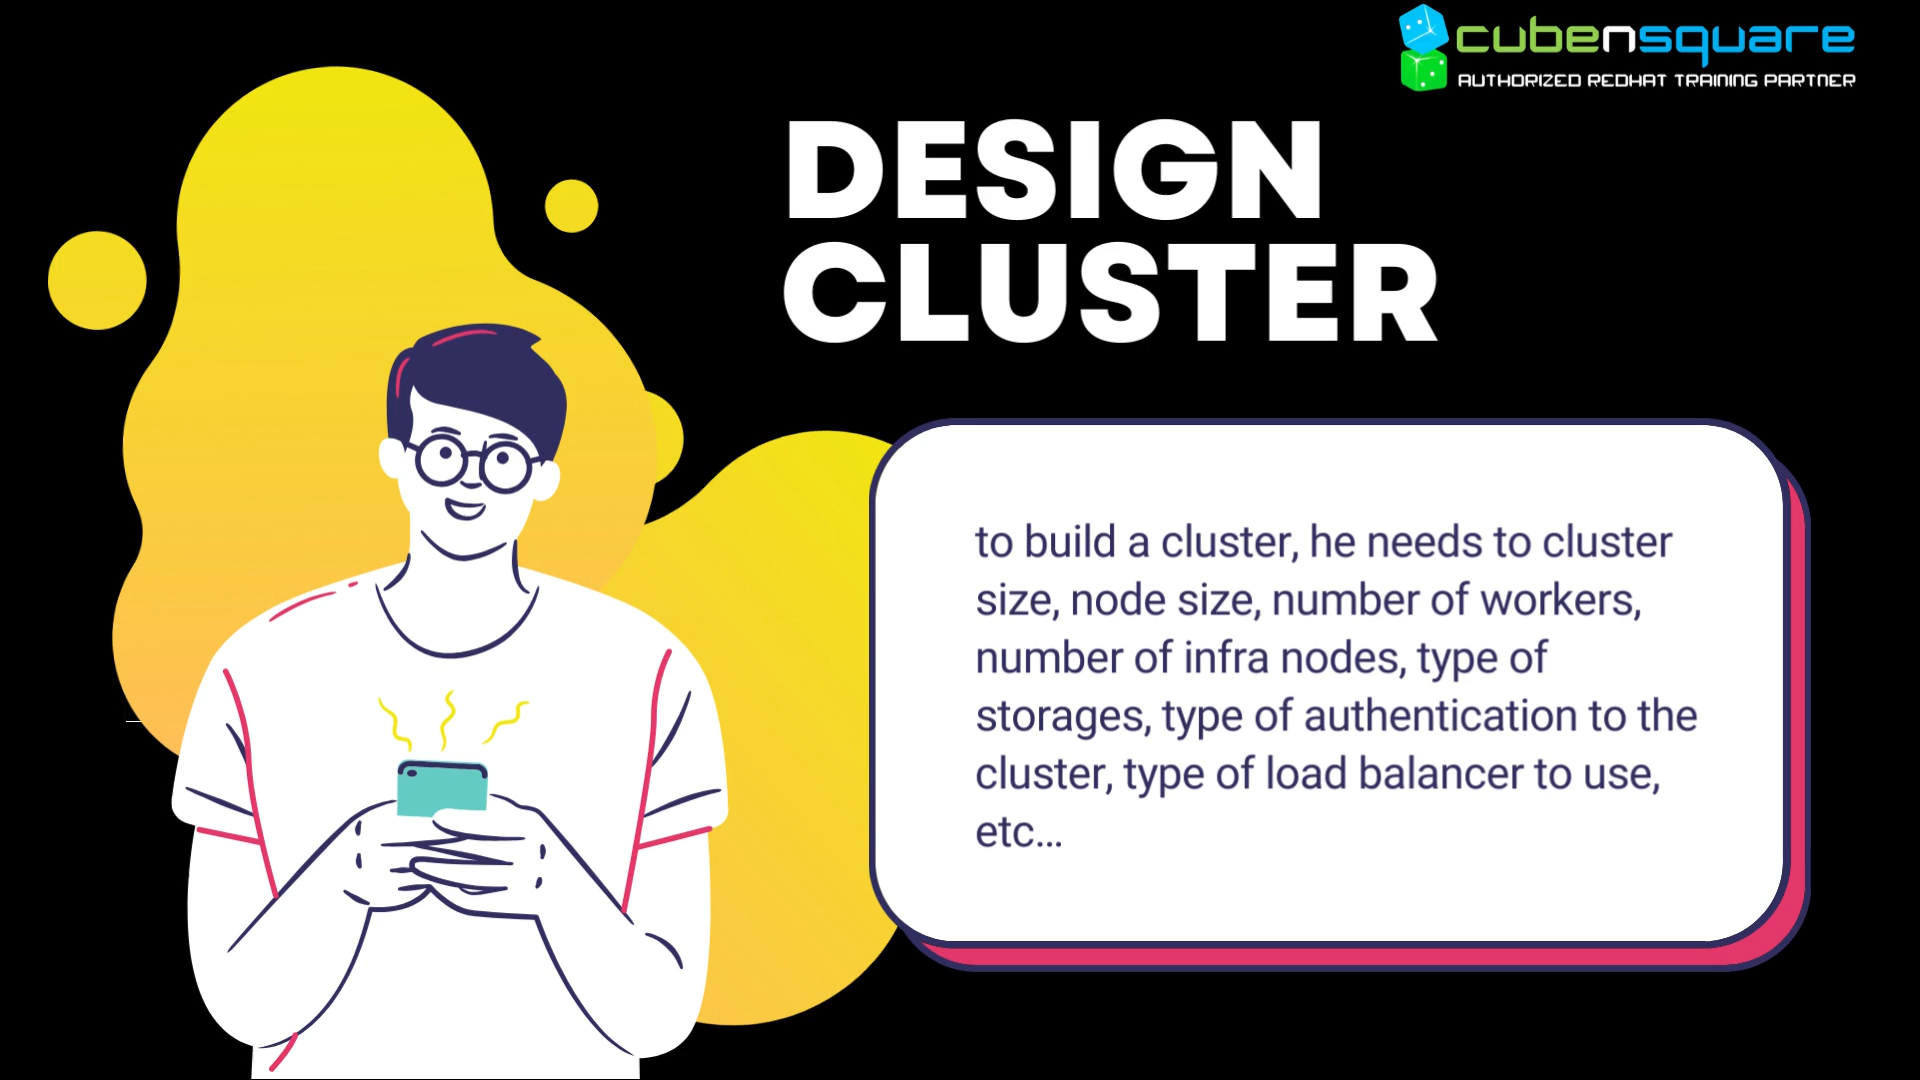 cubensquare
AUTHORIZED REDHAT TRAINING PARTNER
DESIGN
CLUSTER
to build a cluster, he needs to cluster
size, node size, number of workers,
number of infra nodes, type of
storages, type of authentication to the
cluster, type of load balancer to use,
etc...